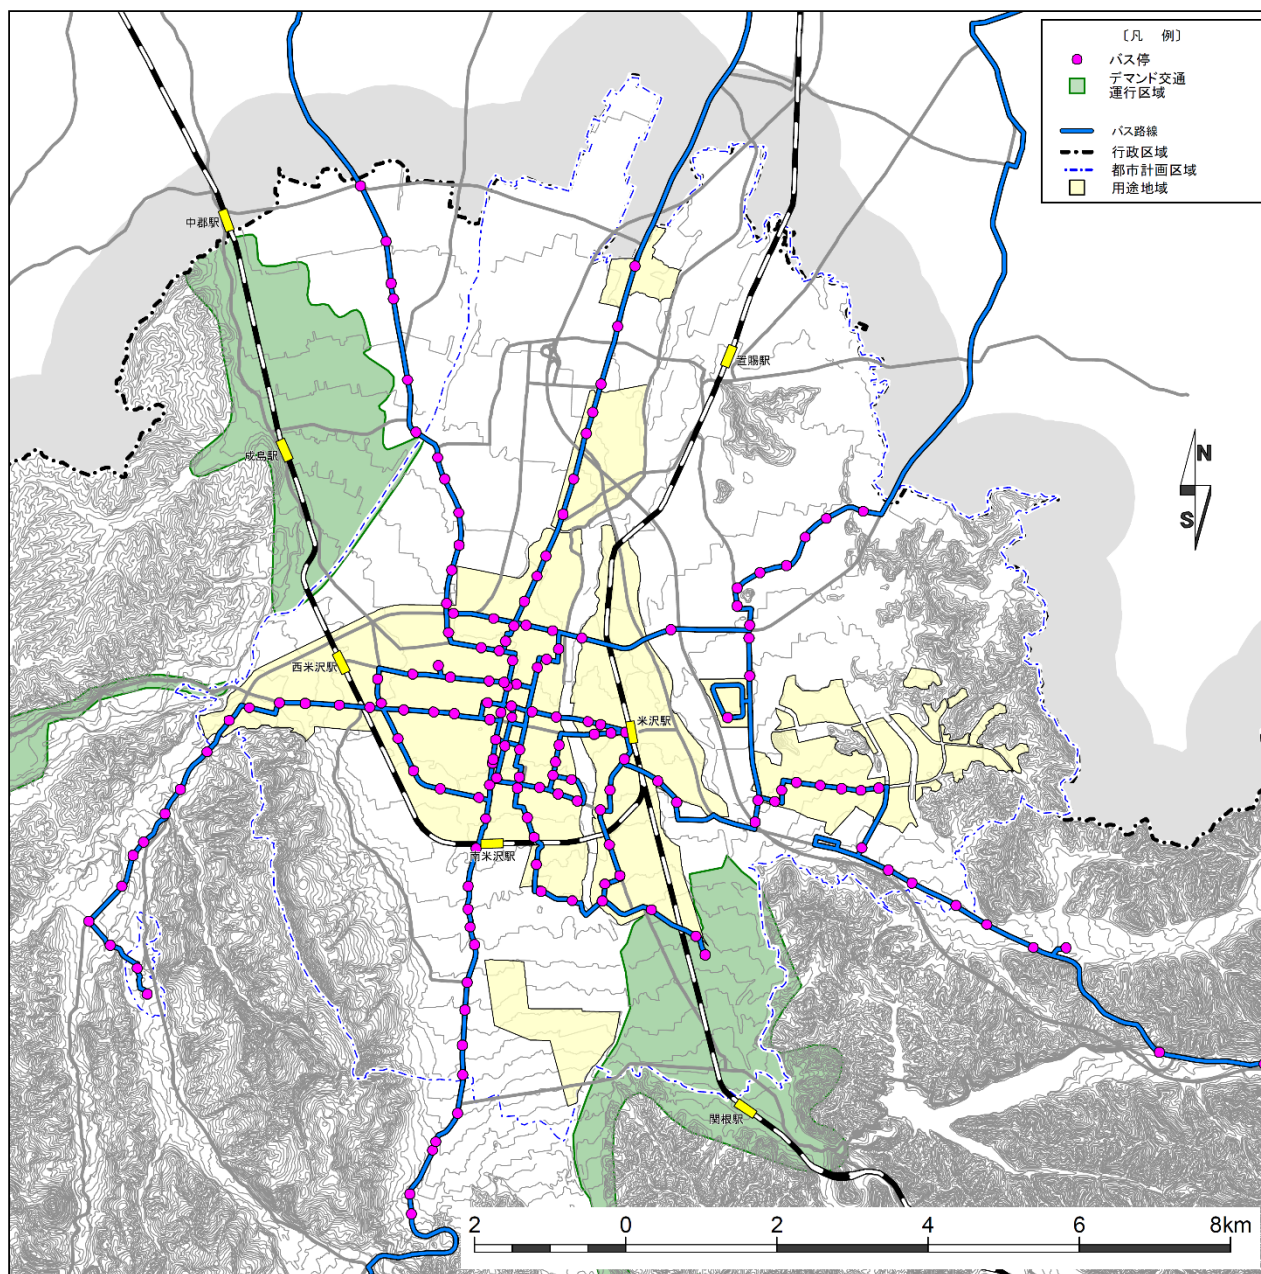 〔凡 例〕
バス停
デマンド交通
運行区域
バス路線
行政区域
都市計画区域
用途地域
中郡駅
置賜駅
成島駅
N
S
西米沢駅
米沢駅
南米沢駅
関根駅
2 0 2 4 6 8km